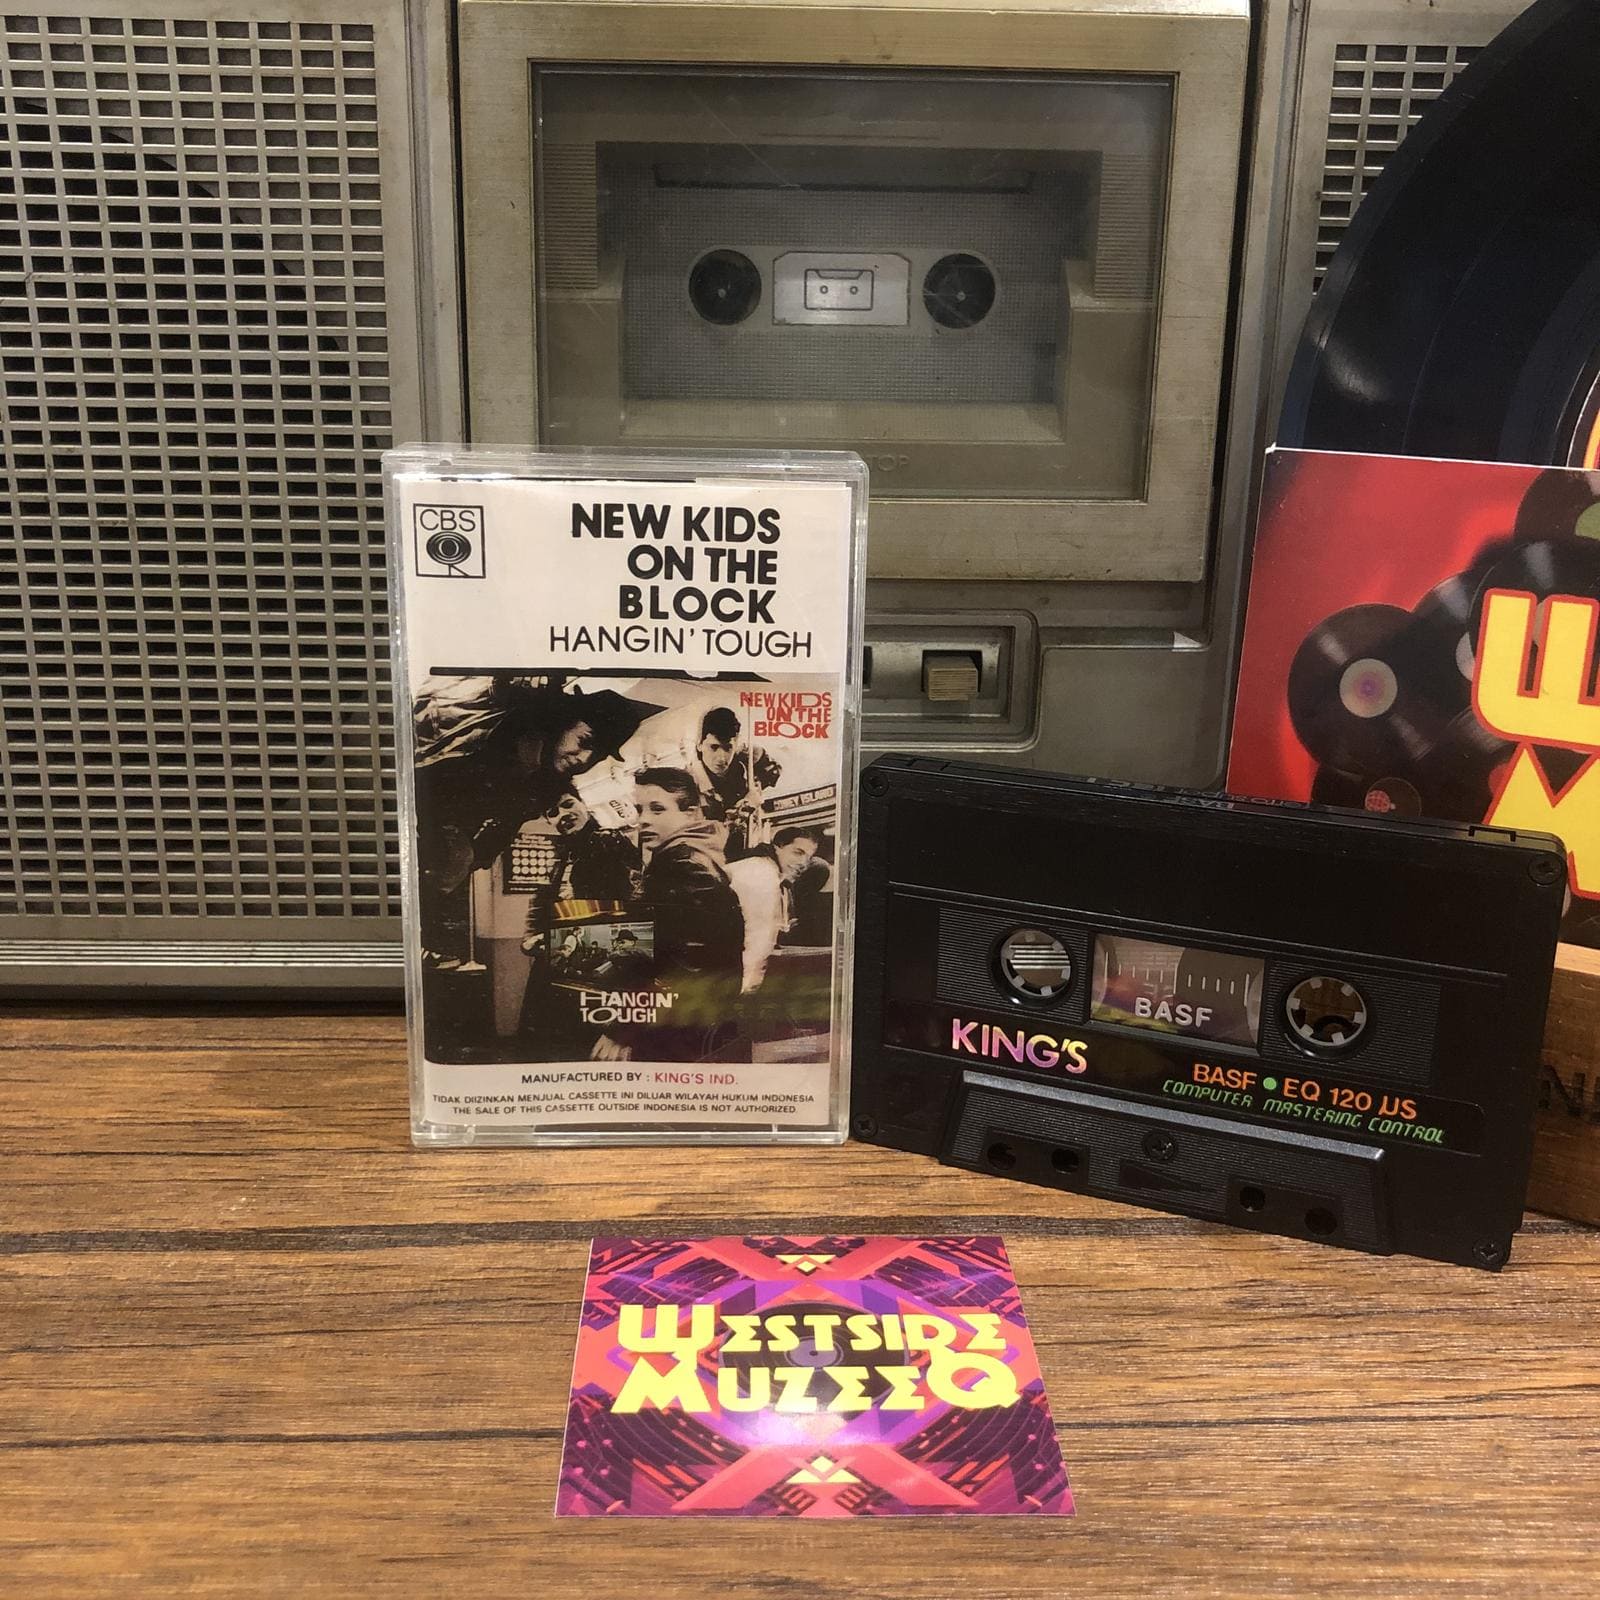 CBS
NEW KIDS
ON THE
BLOCK
HANGIN' TOUGH
NEW KIDS
ON THE
BLOCK
HANGIN'
TOUGH
MANUFACTURED BY : KING'S IND.
TIDAK DIIZINKAN MENJUAL CASSETTE INI DILUAR WILAYAH HUKUM INDONESIA
THE SALE OF THIS CASSETTE OUTSIDE INDONESIA IS NOT AUTHORIZED.
BASF
BASF
KING'S
BASF • EQ 120 µS
COMPUTER MASTERING CONTROL
WESTSIDE
MUZEEQ